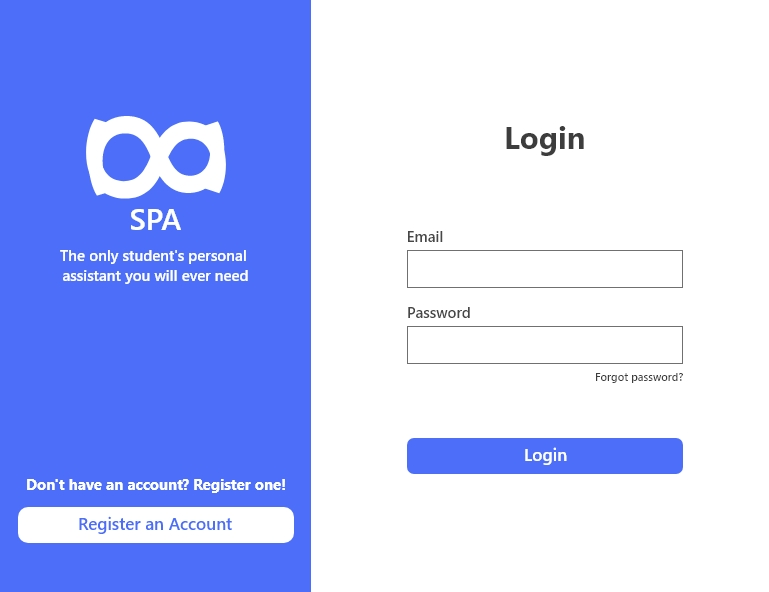 SPA
The only student's personal
assistant you will ever need
Don't have an account? Register one!
Register an Account
Login
Email
Password
Forgot password?
Login